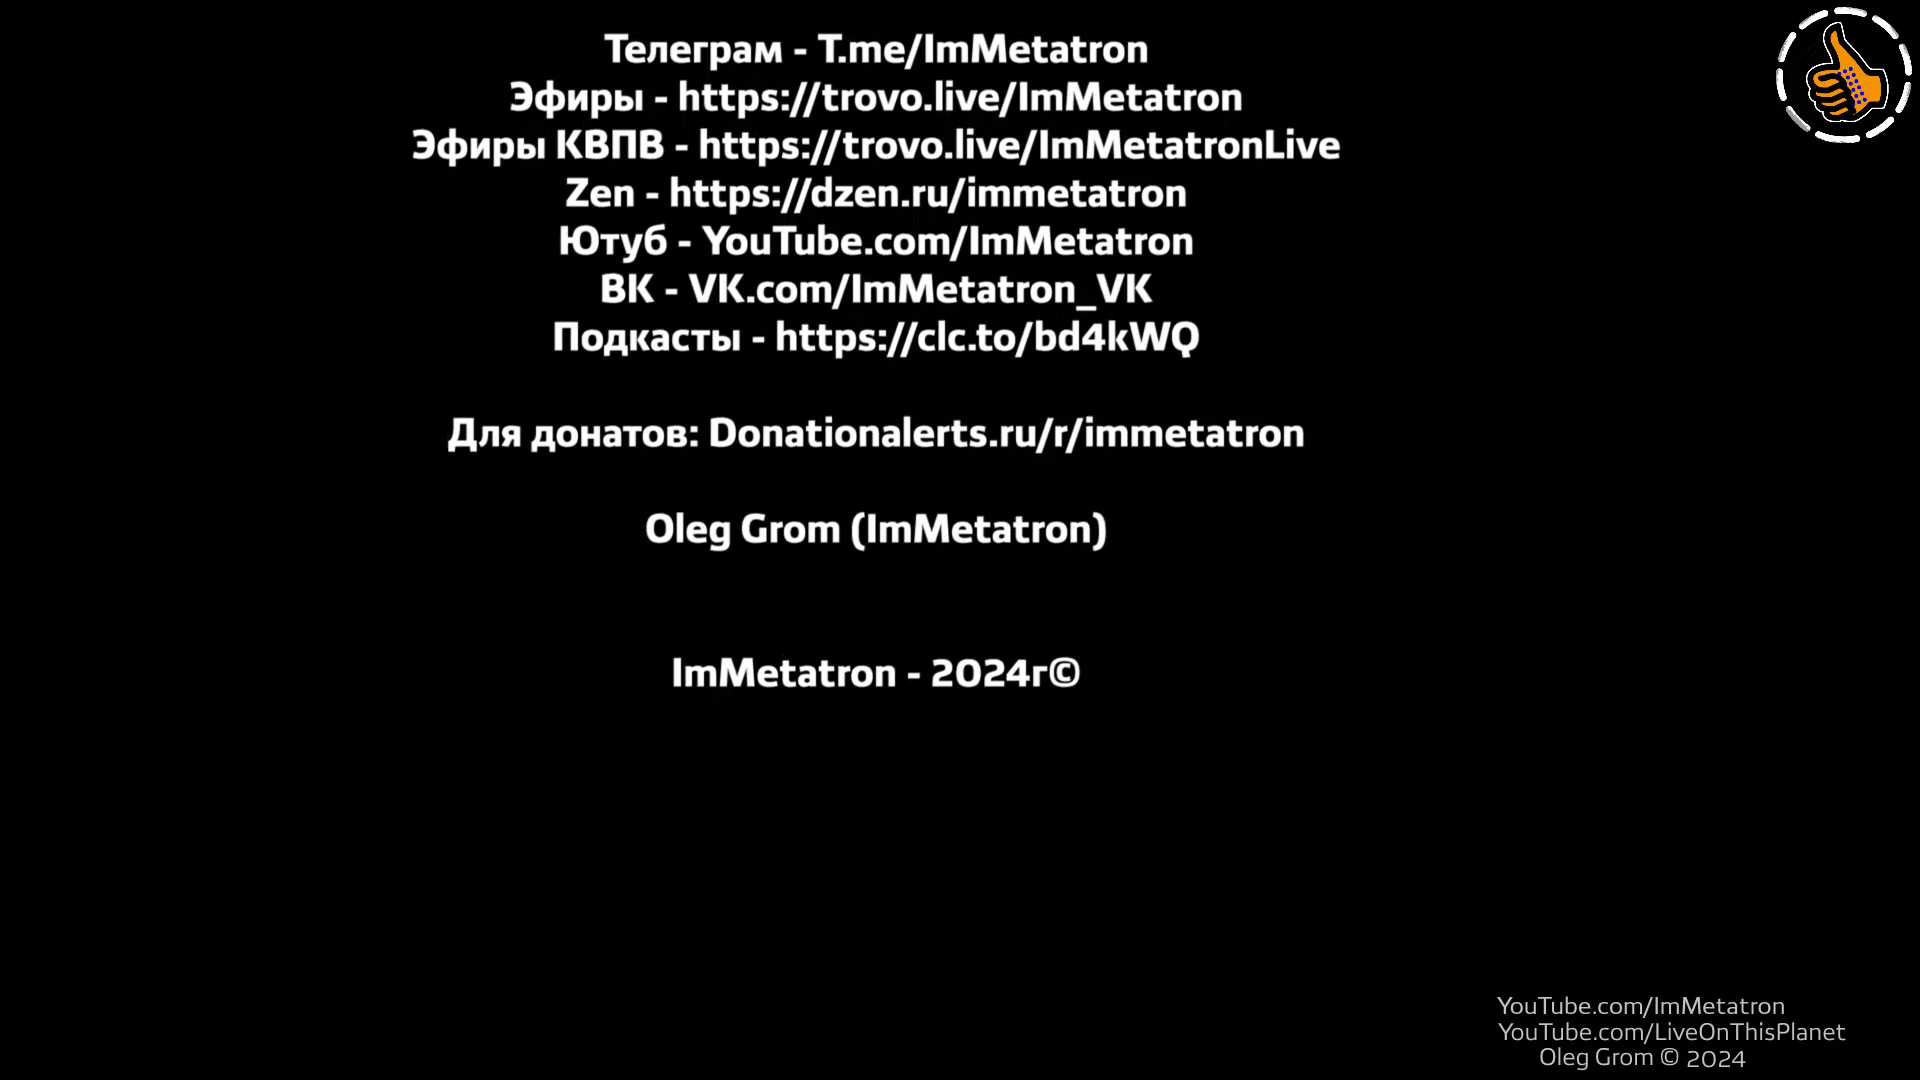 Телеграм - T.me/ImMetatron
Эфиры - https://trovo.live/ImMetatron
Эфиры КВПВ - https://trovo.live/ImMetatronLive
Zen - https://dzen.ru/immetatron
Ютуб - YouTube.com/ImMetatron
ВК - VK.com/ImMetatron_VK
Подкасты - https://clc.to/bd4kWQ
Для донатов: Donationalerts.ru/r/immetatron
Oleg Grom (ImMetatron)
ImMetatron - 2024г©
YouTube.com/ImMetatron
YouTube.com/LiveOnThisPlanet
Oleg Grom © 2024